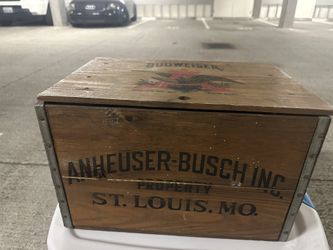 BUDWEISER
ANHEUSER-BUSCH INC.
PROPERTY
ST. LOUIS, MO.